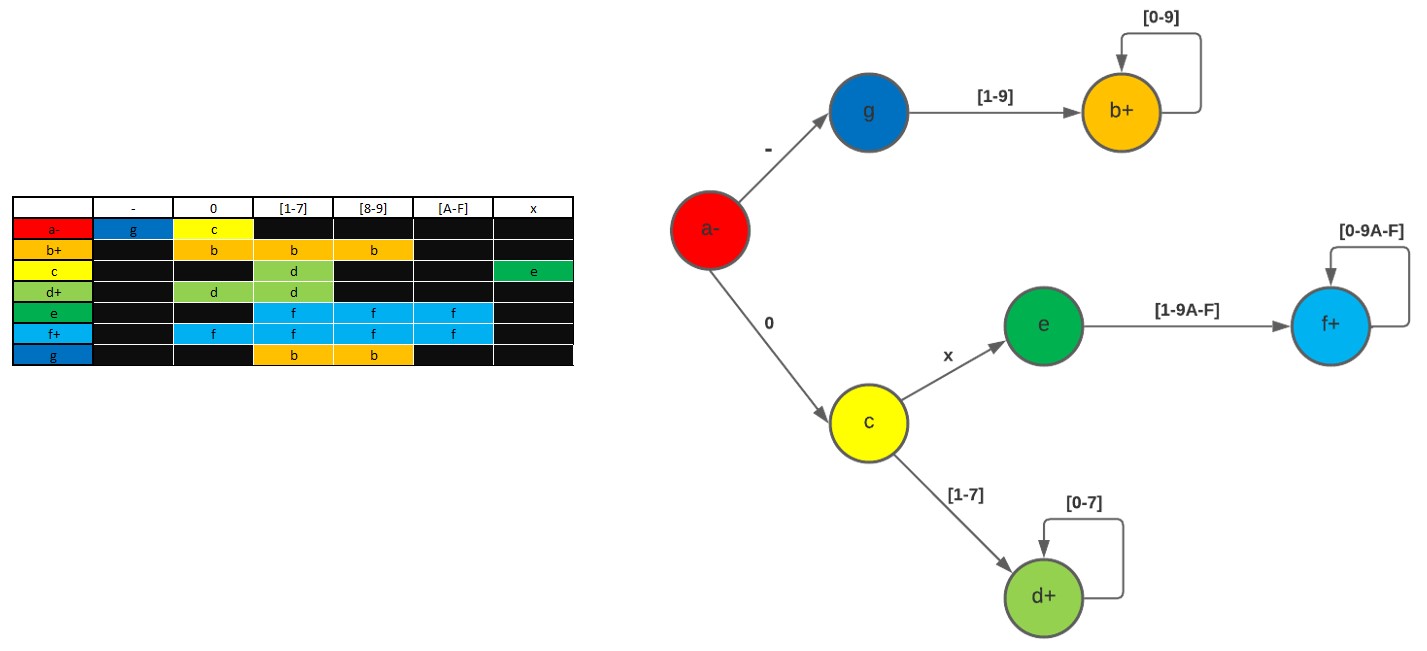 - 0 [1-7] [8-9] [A-F] x
a- g c
b+ b b b
c d e
d+ d d
e f f f
f+ f f f f
g b b
[0-9]
g [1-9] b+
-
a-
[0-9A-F]
0 e [1-9A-F] f+
x
c
[1-7] [0-7]
d+